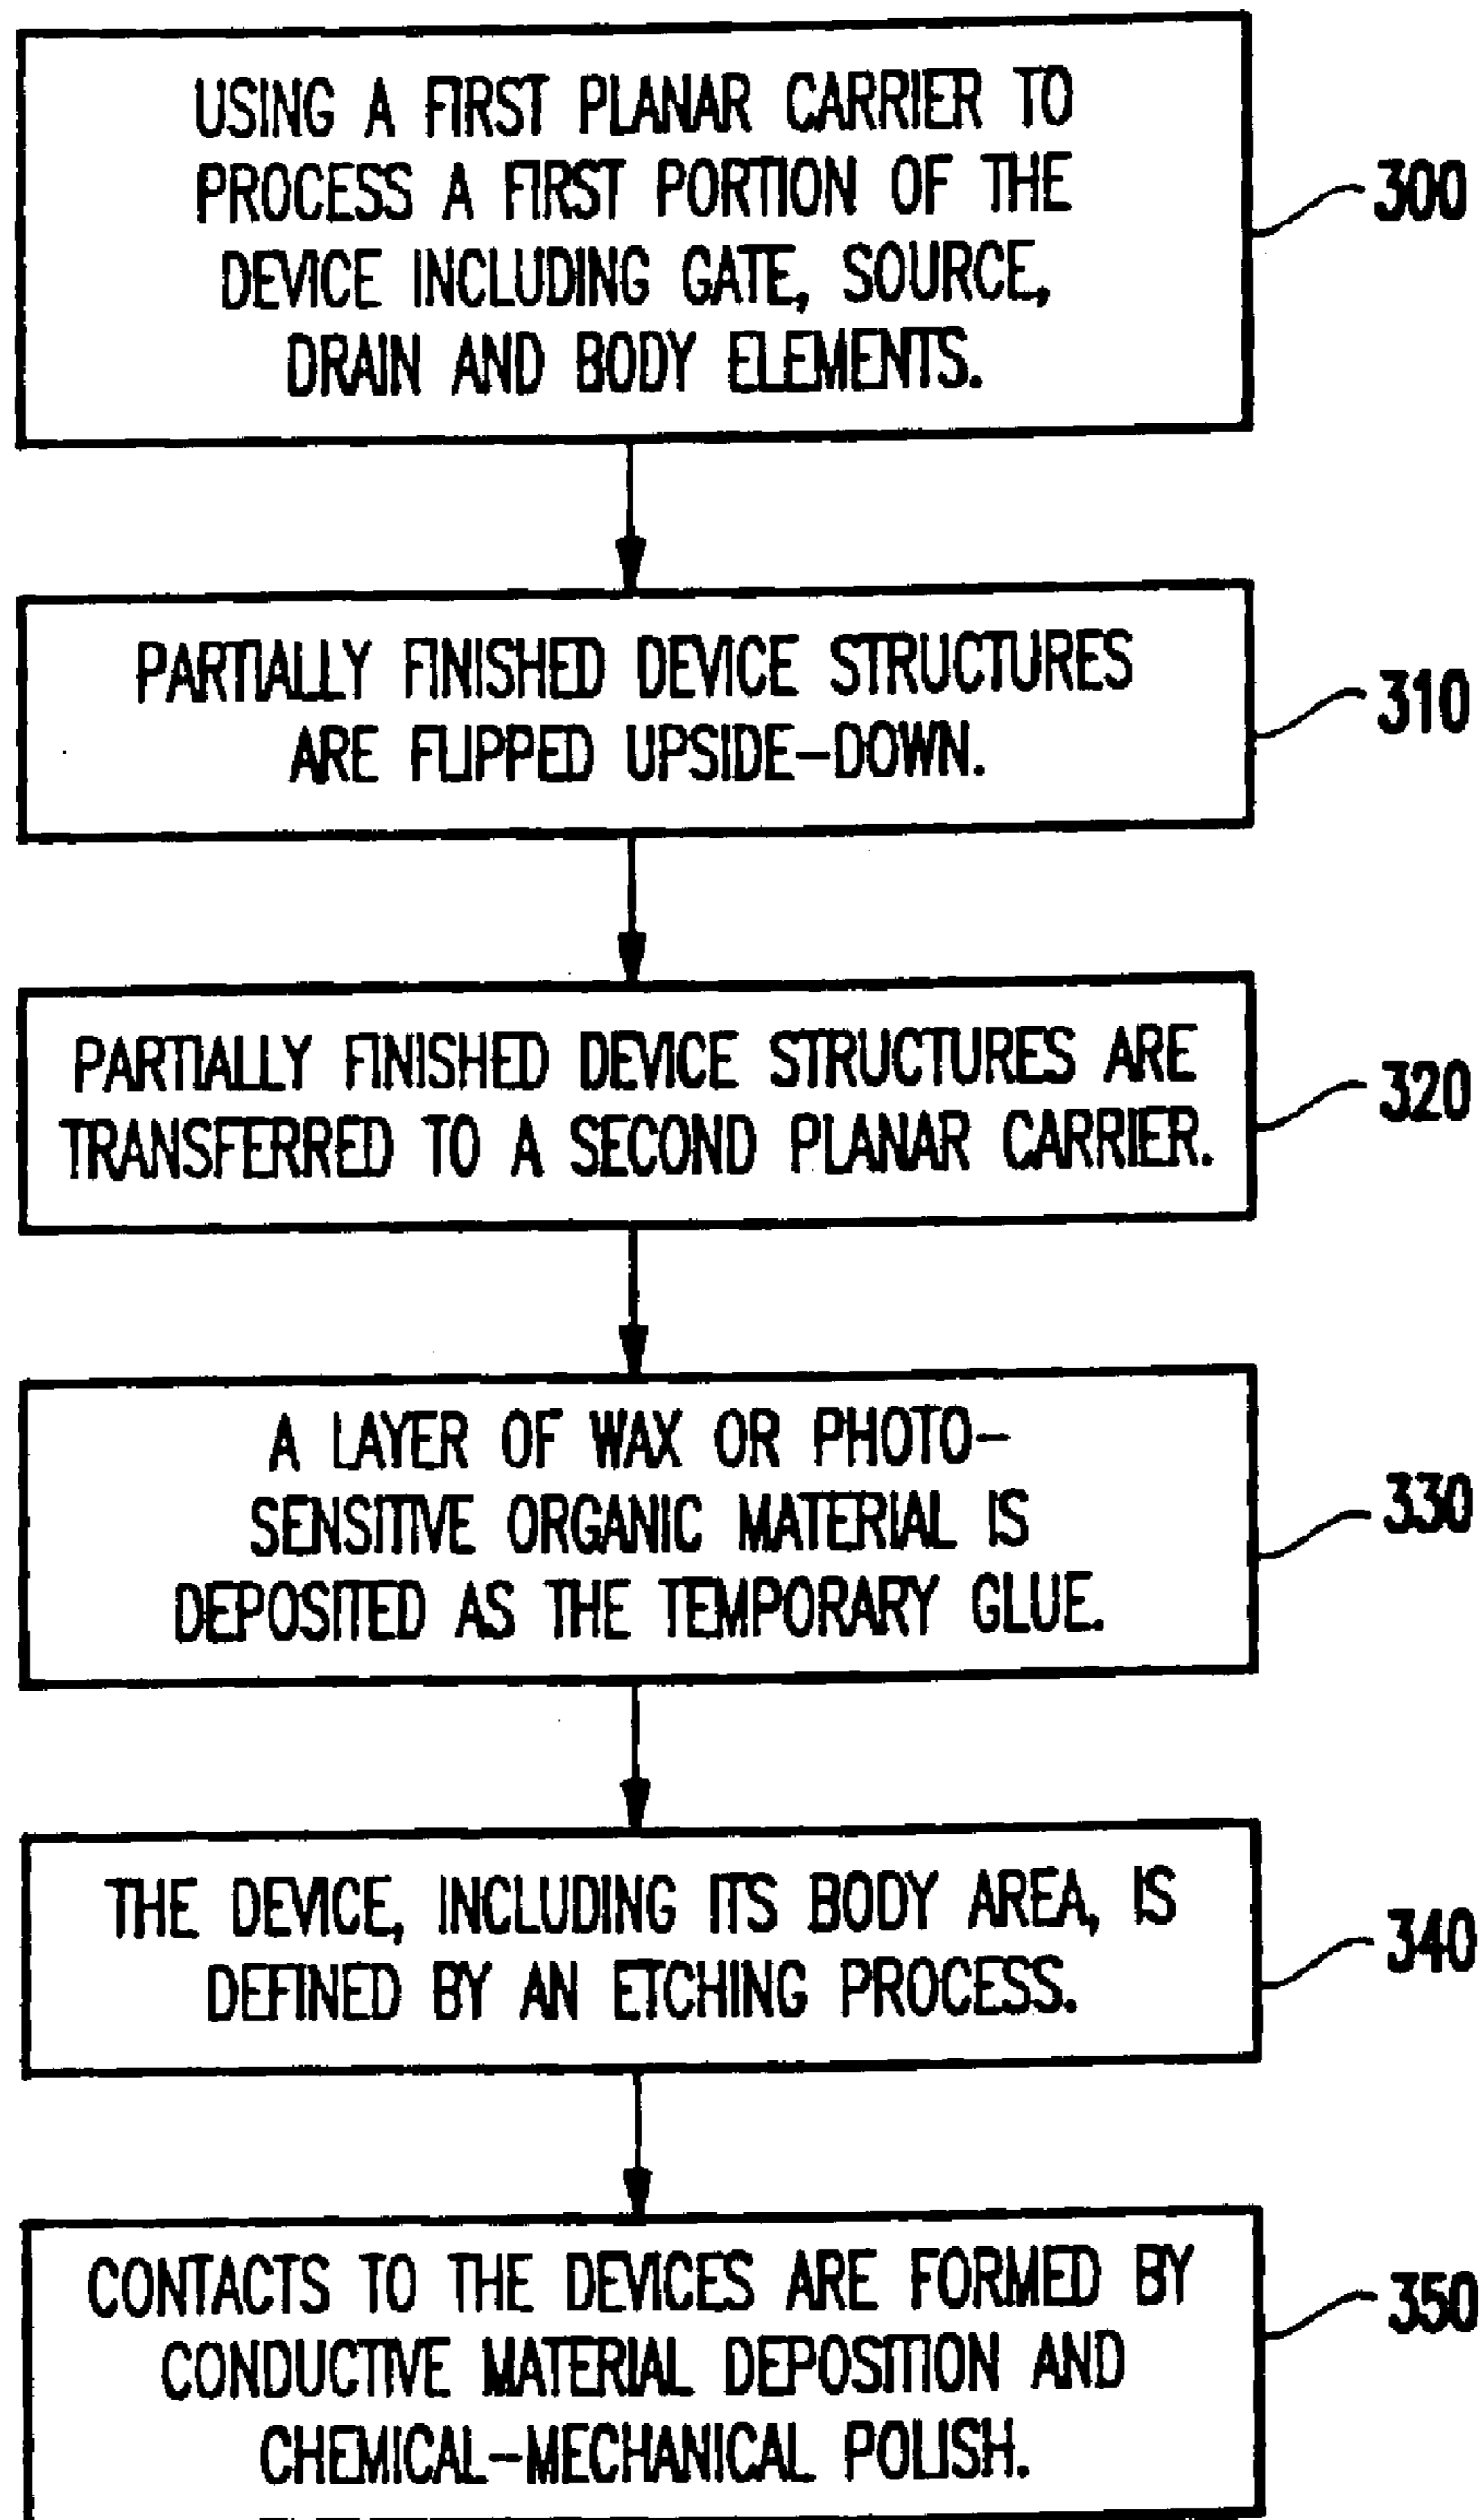 USING A FIRST PLANAR CARRIER TO
PROCESS A FIRST PORTION OF THE
DEVICE INCLUDING GATE, SOURCE,
DRAIN AND BODY ELEMENTS.
300
PARTIALLY FINISHED DEVICE STRUCTURES
ARE FLIPPED UPSIDE-DOWN.
310
PARTIALLY FINISHED DEVICE STRUCTURES ARE
TRANSFERRED TO A SECOND PLANAR CARRIER.
320
A LAYER OF WAX OR PHOTO-
SENSITIVE ORGANIC MATERIAL IS
DEPOSITED AS THE TEMPORARY GLUE.
330
THE DEVICE, INCLUDING ITS BODY AREA, IS
DEFINED BY AN ETCHING PROCESS.
340
CONTACTS TO THE DEVICES ARE FORMED BY
CONDUCTIVE MATERIAL DEPOSITION AND
CHEMICAL-MECHANICAL POLISH.
350